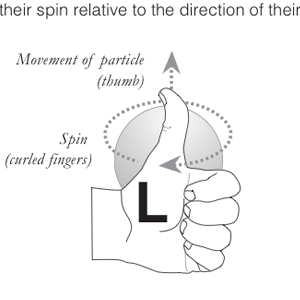 their spin relative to the direction of their
Movement of particle
(thumb)
Spin
(curled fingers)
L